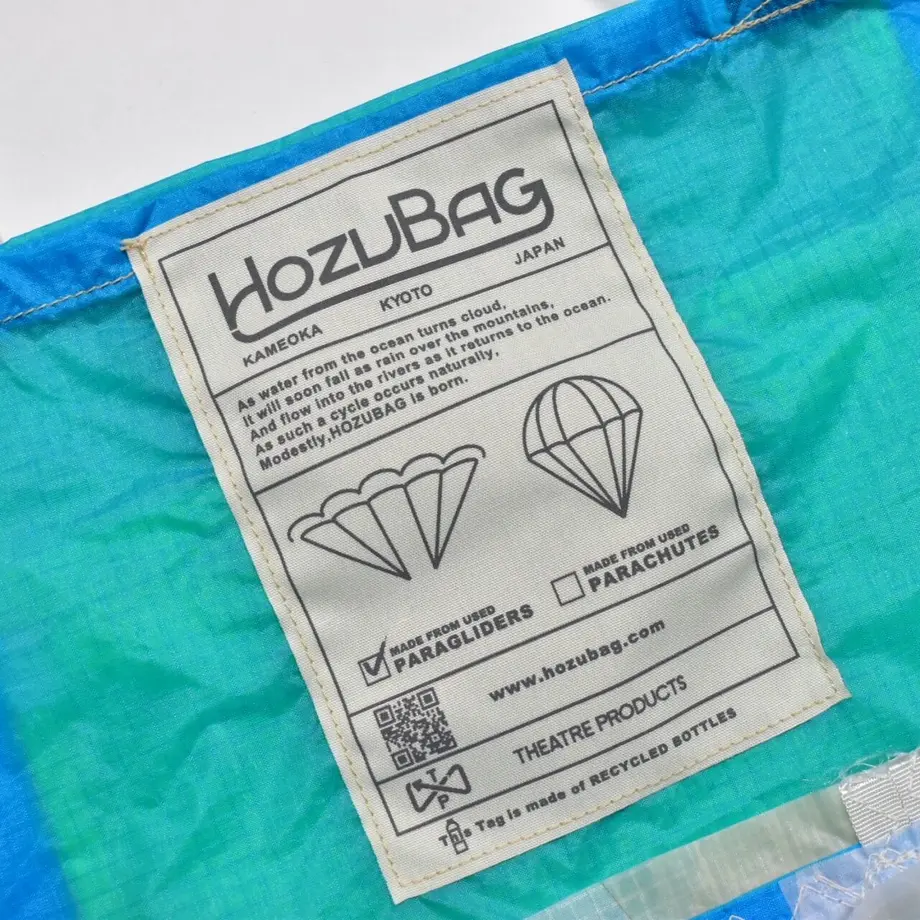 HOZUBAG
KAMEOKA KYOTO JAPAN
As water from the ocean turns cloud,
It will soon fall as rain over the mountains,
And flow into the rivers as it returns to the ocean.
As such a cycle occurs naturally,
Modestly, HOZUBAG is born.
MADE FROM USED
PARAGLIDERS
MADE FROM USED
PARACHUTES
www.hozubag.com
THEATRE PRODUCTS
T P
This Tag is made of RECYCLED BOTTLES